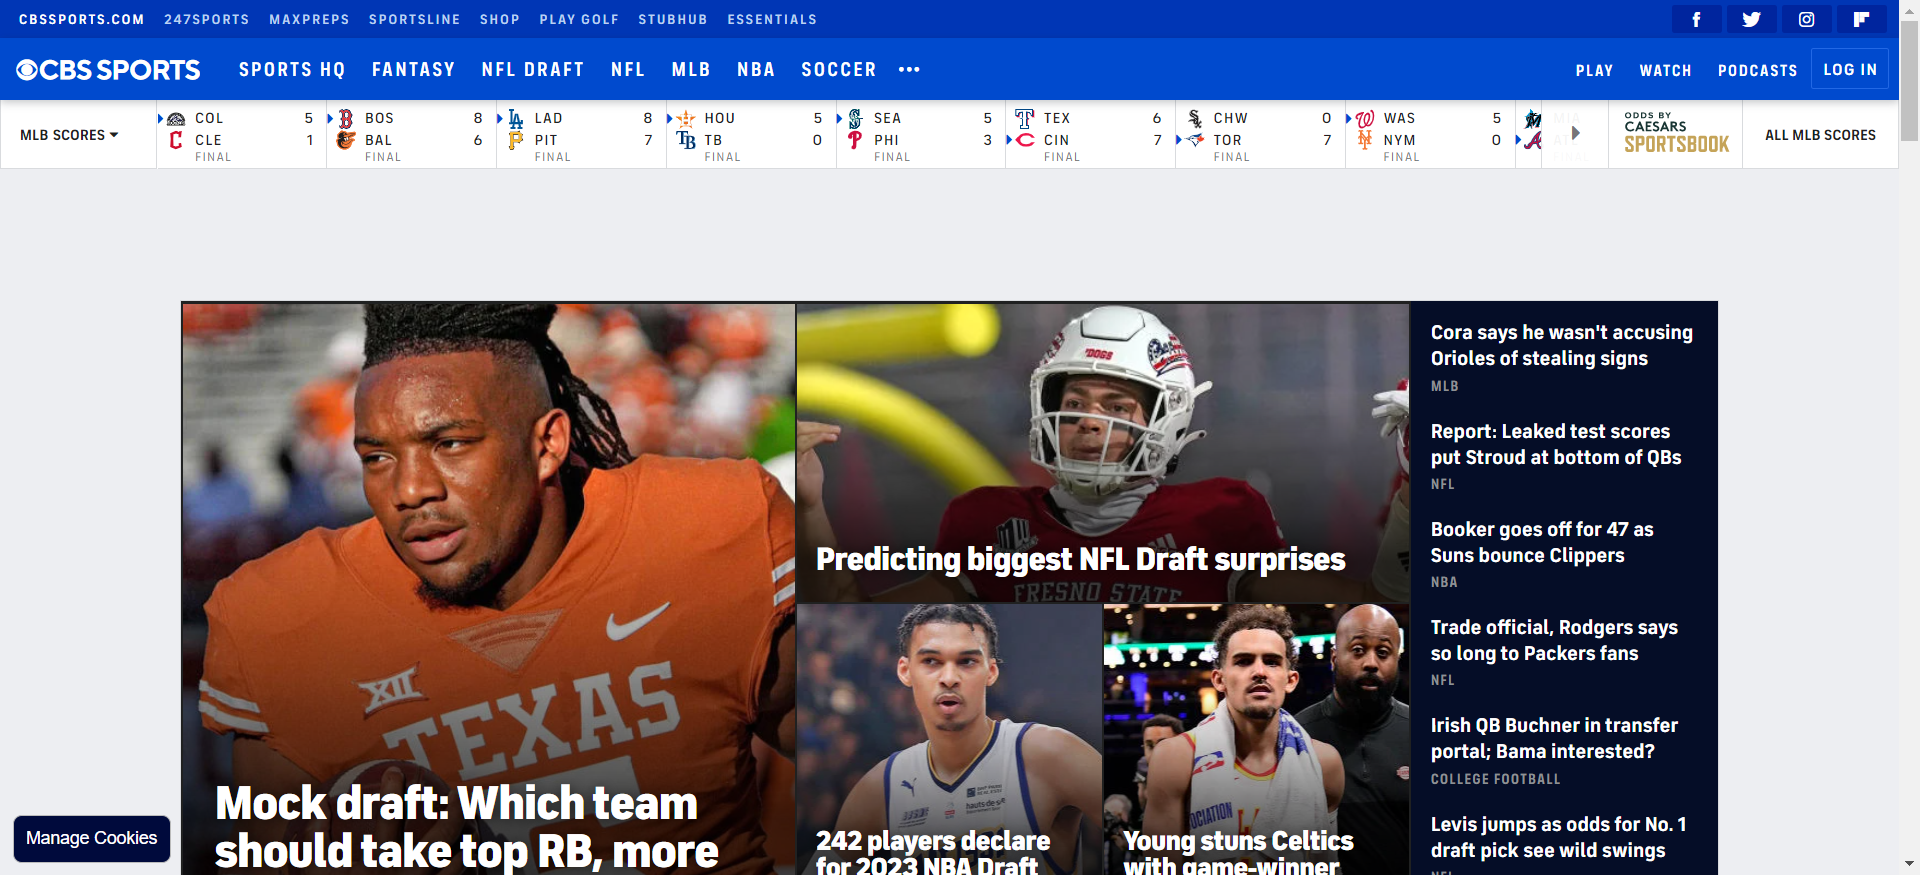 CBSSPORTS.COM 247SPORTS MAXPREPS SPORTSLINE SHOP PLAY GOLF STUBHUB ESSENTIALS
CBS SPORTS SPORTS HQ FANTASY NFL DRAFT NFL MLB NBA SOCCER ••• PLAY WATCH PODCASTS LOG IN
MLB SCORES
COL 5
CLE 1
FINAL
BOS 8
BAL 6
FINAL
LAD 8
PIT 7
FINAL
HOU 5
TB 0
FINAL
SEA 5
PHI 3
FINAL
TEX 6
CIN 7
FINAL
CHW 0
TOR 7
FINAL
WAS 5
NYM 0
FINAL
MIA
ATL
ODDS BY
CAESARS
SPORTSBOOK
ALL MLB SCORES
XII
TEXAS
Mock draft: Which team
should take top RB, more
'DOGS
MW
FRESNO STATE
Predicting biggest NFL Draft surprises
242 players declare
for 2023 NBA Draft
Young stuns Celtics
with game-winner
Cora says he wasn't accusing
Orioles of stealing signs
MLB
Report: Leaked test scores
put Stroud at bottom of QBs
NFL
Booker goes off for 47 as
Suns bounce Clippers
NBA
Trade official, Rodgers says
so long to Packers fans
NFL
Irish QB Buchner in transfer
portal; Bama interested?
COLLEGE FOOTBALL
Levis jumps as odds for No. 1
draft pick see wild swings
NFL
Manage Cookies